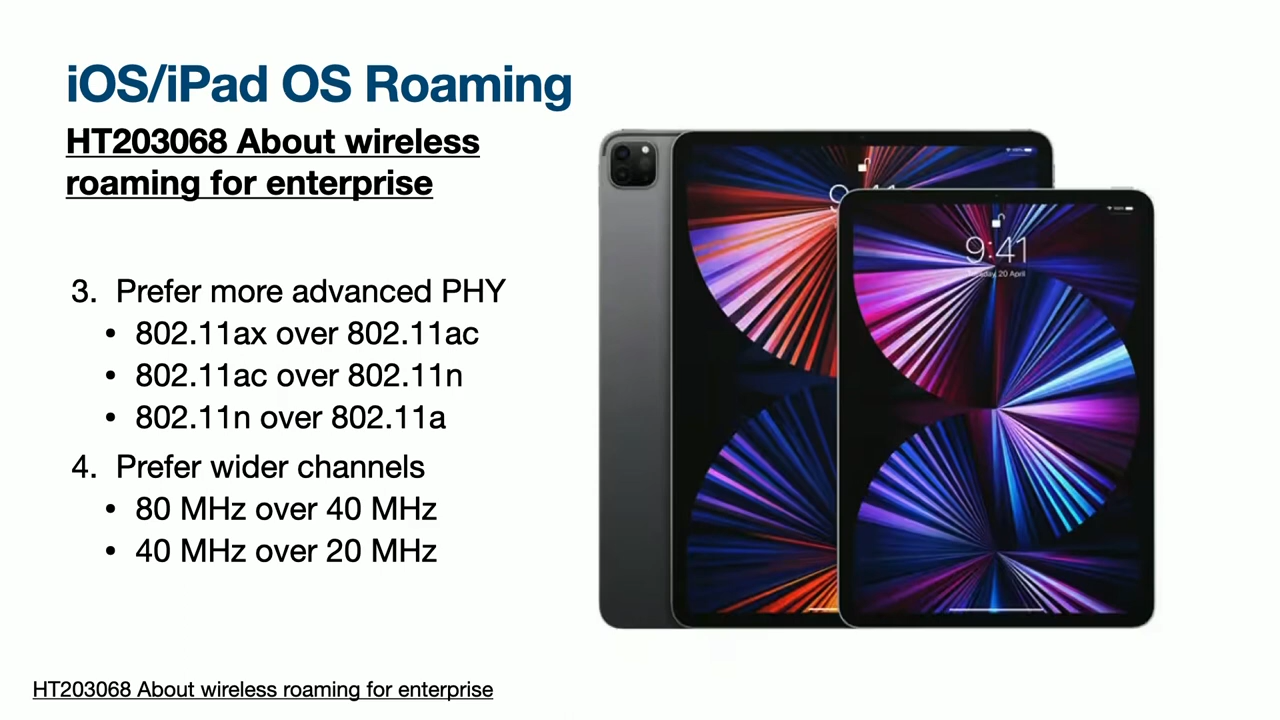 iOS/iPad OS Roaming
HT203068 About wireless
roaming for enterprise
3. Prefer more advanced PHY
• 802.11ax over 802.11ac
• 802.11ac over 802.11n
• 802.11n over 802.11a
4. Prefer wider channels
• 80 MHz over 40 MHz
• 40 MHz over 20 MHz
9:41
20 April
HT203068 About wireless roaming for enterprise